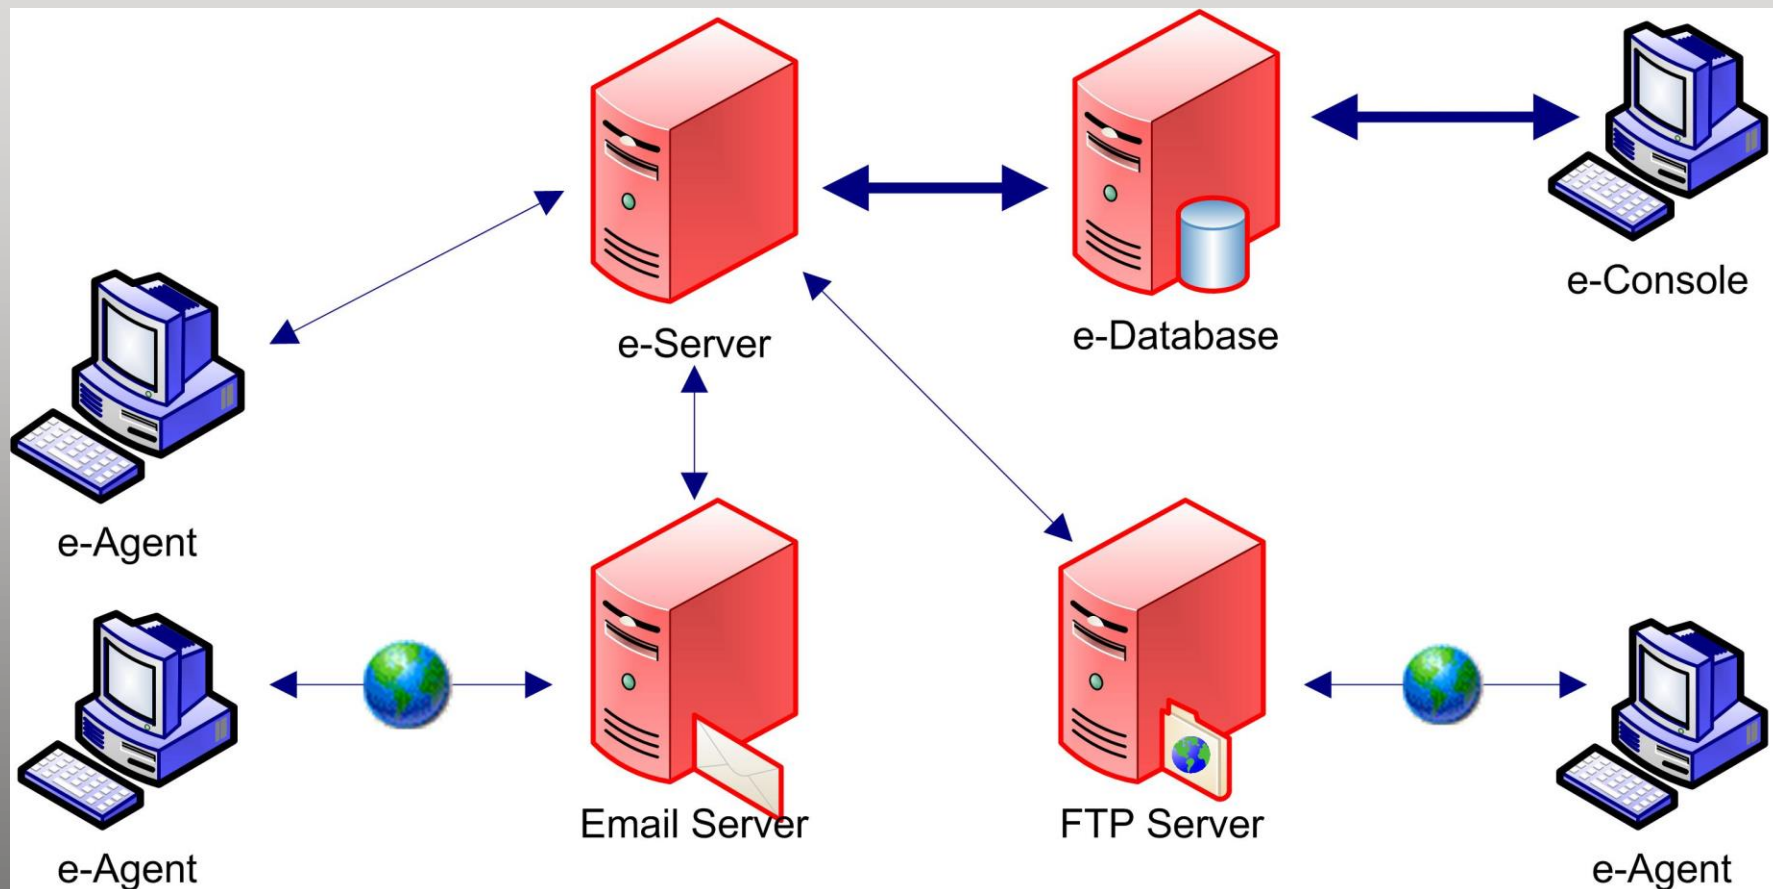 e-Server
e-Database
e-Console
e-Agent
Email Server
FTP Server
e-Agent
e-Agent